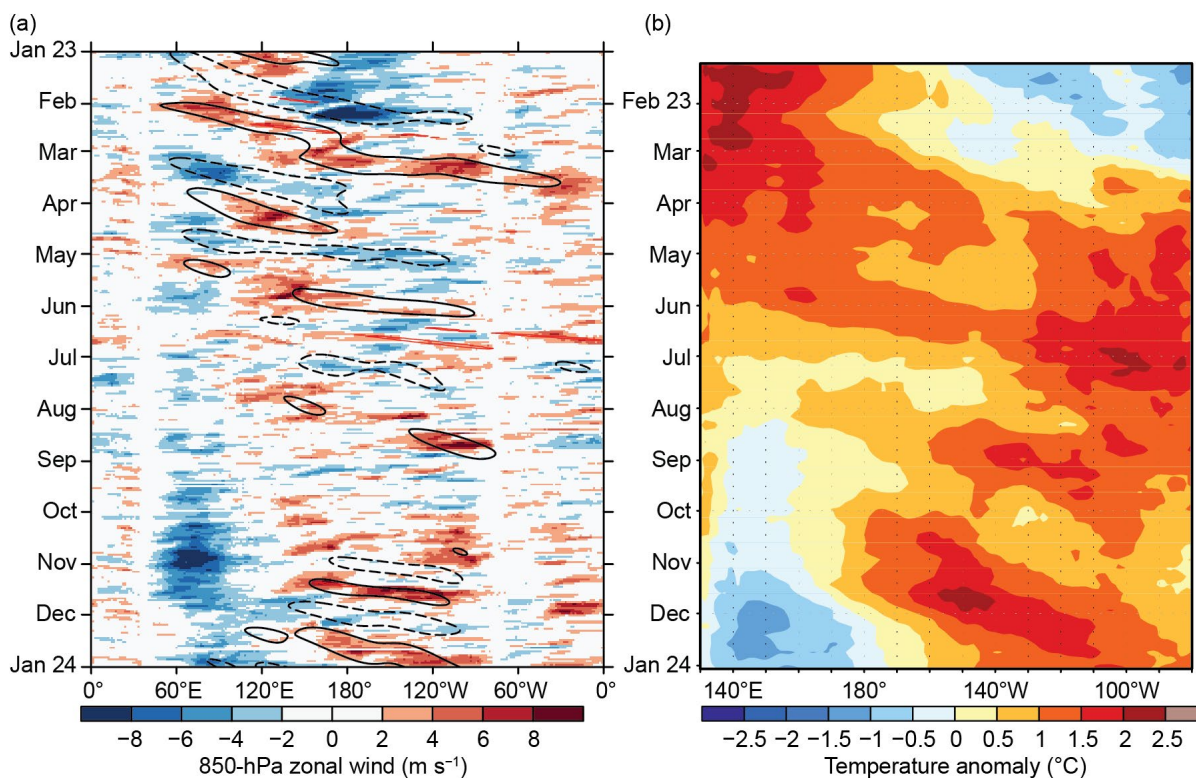 (a)
Jan 23
Feb
Mar
Apr
May
Jun
Jul
Aug
Sep
Oct
Nov
Dec
Jan 24
0° 60°E 120°E 180° 120°W 60°W 0°
−8 −6 −4 −2 0 2 4 6 8
850-hPa zonal wind (m s⁻¹)
(b)
Feb 23
Mar
Apr
May
Jun
Jul
Aug
Sep
Oct
Nov
Dec
Jan 24
140°E 180° 140°W 100°W
−2.5 −2 −1.5 −1 −0.5 0 0.5 1 1.5 2 2.5
Temperature anomaly (°C)